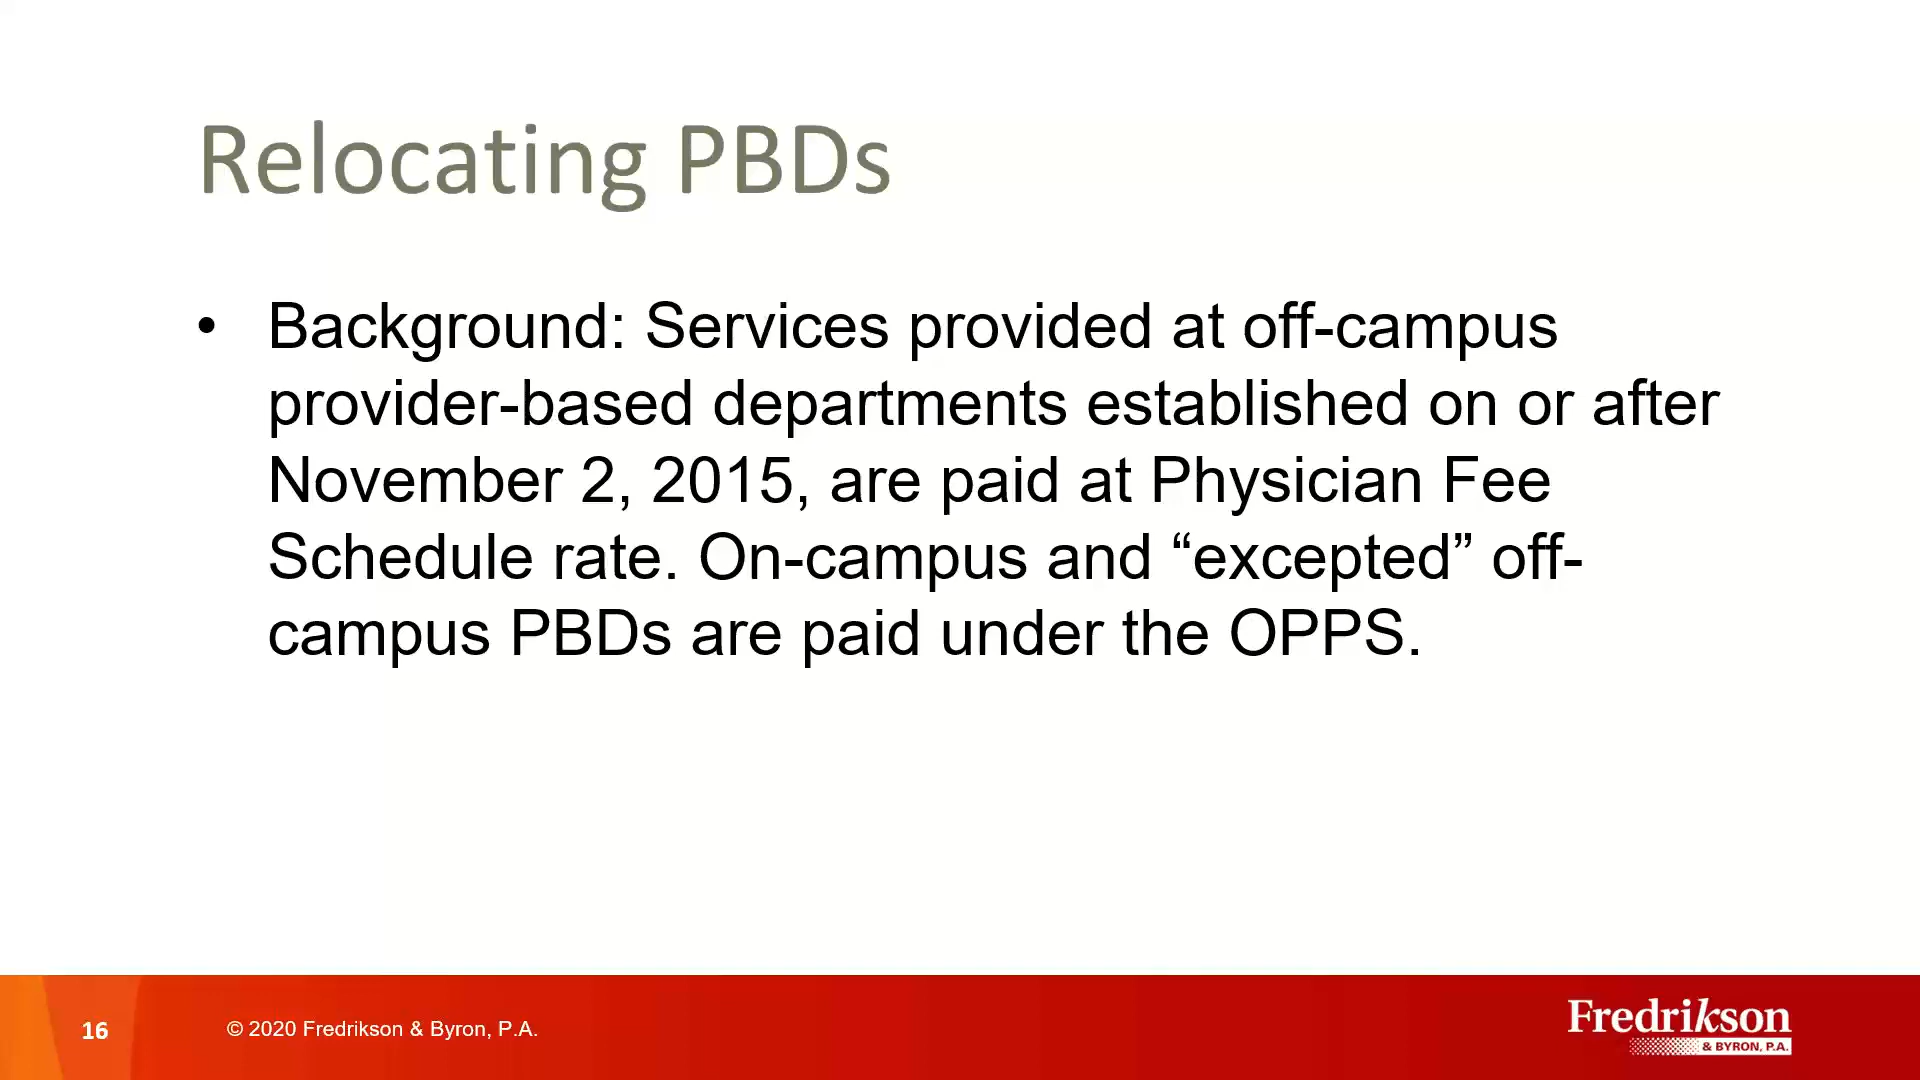 Relocating PBDs
• Background: Services provided at off-campus
provider-based departments established on or after
November 2, 2015, are paid at Physician Fee
Schedule rate. On-campus and “excepted” off-
campus PBDs are paid under the OPPS.
16
© 2020 Fredrikson & Byron, P.A.
Fredrikson
& BYRON, P.A.